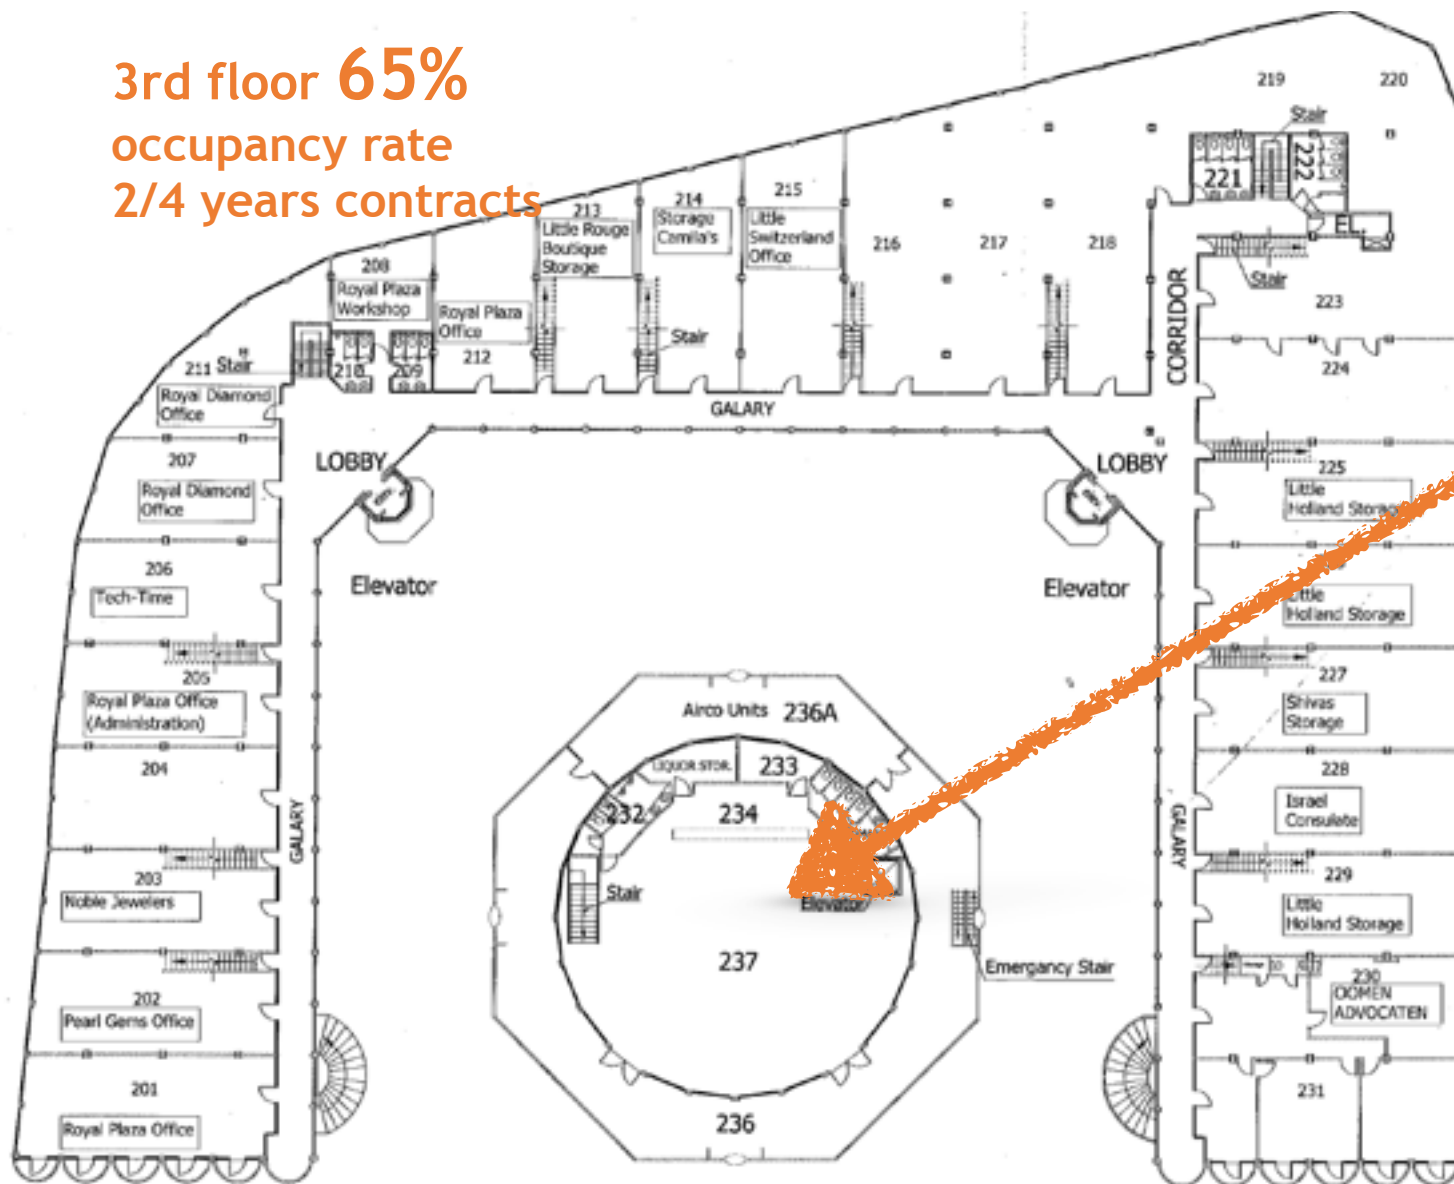 3rd floor 65%
occupancy rate
2/4 years contracts
219
220
Stair
221
222
EL
Stair
213
Little Rouge
Boutique
Storage
214
Storage
Camila's
215
Little
Switzerland
Office
216
217
218
CORRIDOR
223
224
208
Royal Plaza
Workshop
Royal Plaza
Office
212
Stair
211 Stair
210
209
Royal Diamond
Office
GALARY
LOBBY
LOBBY
207
Royal Diamond
Office
225
Little
Holland Storage
206
Tech-Time
Elevator
Elevator
Little
Holland Storage
205
Royal Plaza Office
(Administration)
227
Shivas
Storage
Airco Units 236A
204
LIQUOR STOR.
233
228
Israel
Consulate
232
234
GALARY
GALARY
203
Noble Jewelers
Stair
Elevator
229
Little
Holland Storage
237
Emergancy Stair
202
Pearl Gems Office
230
OOMEN
ADVOCATEN
201
Royal Plaza Office
236
231